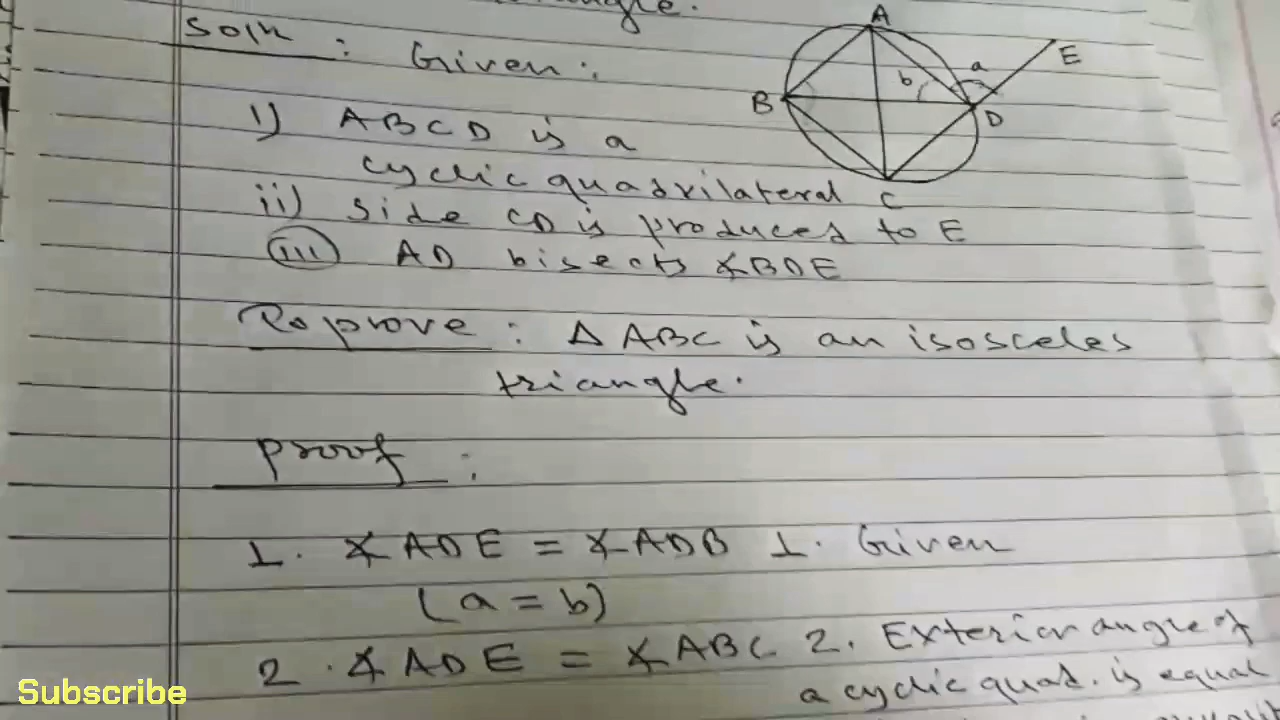 angle.
Soln : Given :
A
E
a
b
B
D
C
i) ABCD is a
cyclic quadrilateral
ii) side CD is produced to E
iii) AD bisects ∡BDE
To prove : Δ ABC is an isosceles
triangle.
Proof :
1. ∡ADE = ∡ADB 1. Given
(a = b)
2. ∡ADE = ∡ABC 2. Exterior angle of
a cyclic quad. is equal
Subscribe